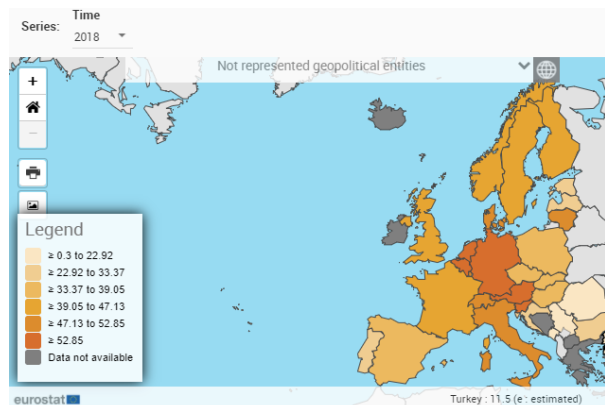 Time
Series:
2018
Not represented geopolitical entities
+
−
Legend
≥ 0.3 to 22.92
≥ 22.92 to 33.37
≥ 33.37 to 39.05
≥ 39.05 to 47.13
≥ 47.13 to 52.85
≥ 52.85
Data not available
eurostat
Turkey : 11.5 (e : estimated)